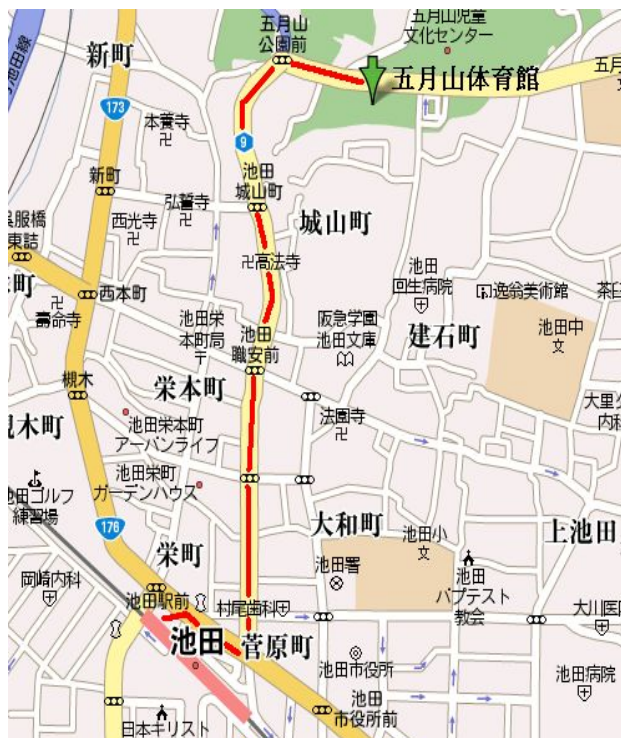 五月山
公園前
五月山児童
文化センター
新町
五月山体育館
五月
173
本養寺
9
池田
城山町
新町
弘誓寺
城山町
呉服橋
東詰
西光寺
高法寺
池田
回生病院
逸翁美術館
西本町
壽命寺
池田栄
本町局
池田
職安前
阪急学園
池田文庫
建石町
池田中
文
槻木
栄本町
法園寺
池田栄本町
アーバンライフ
池田栄町
ガーデンハウス
池田ゴルフ
練習場
176
大和町
上池田
池田小
文
栄町
池田署
岡崎内科
池田駅前
村尾歯科
池田
バプテスト
教会
大川医
池田
菅原町
池田市役所
池田病院
池田
市役所前
日本キリスト